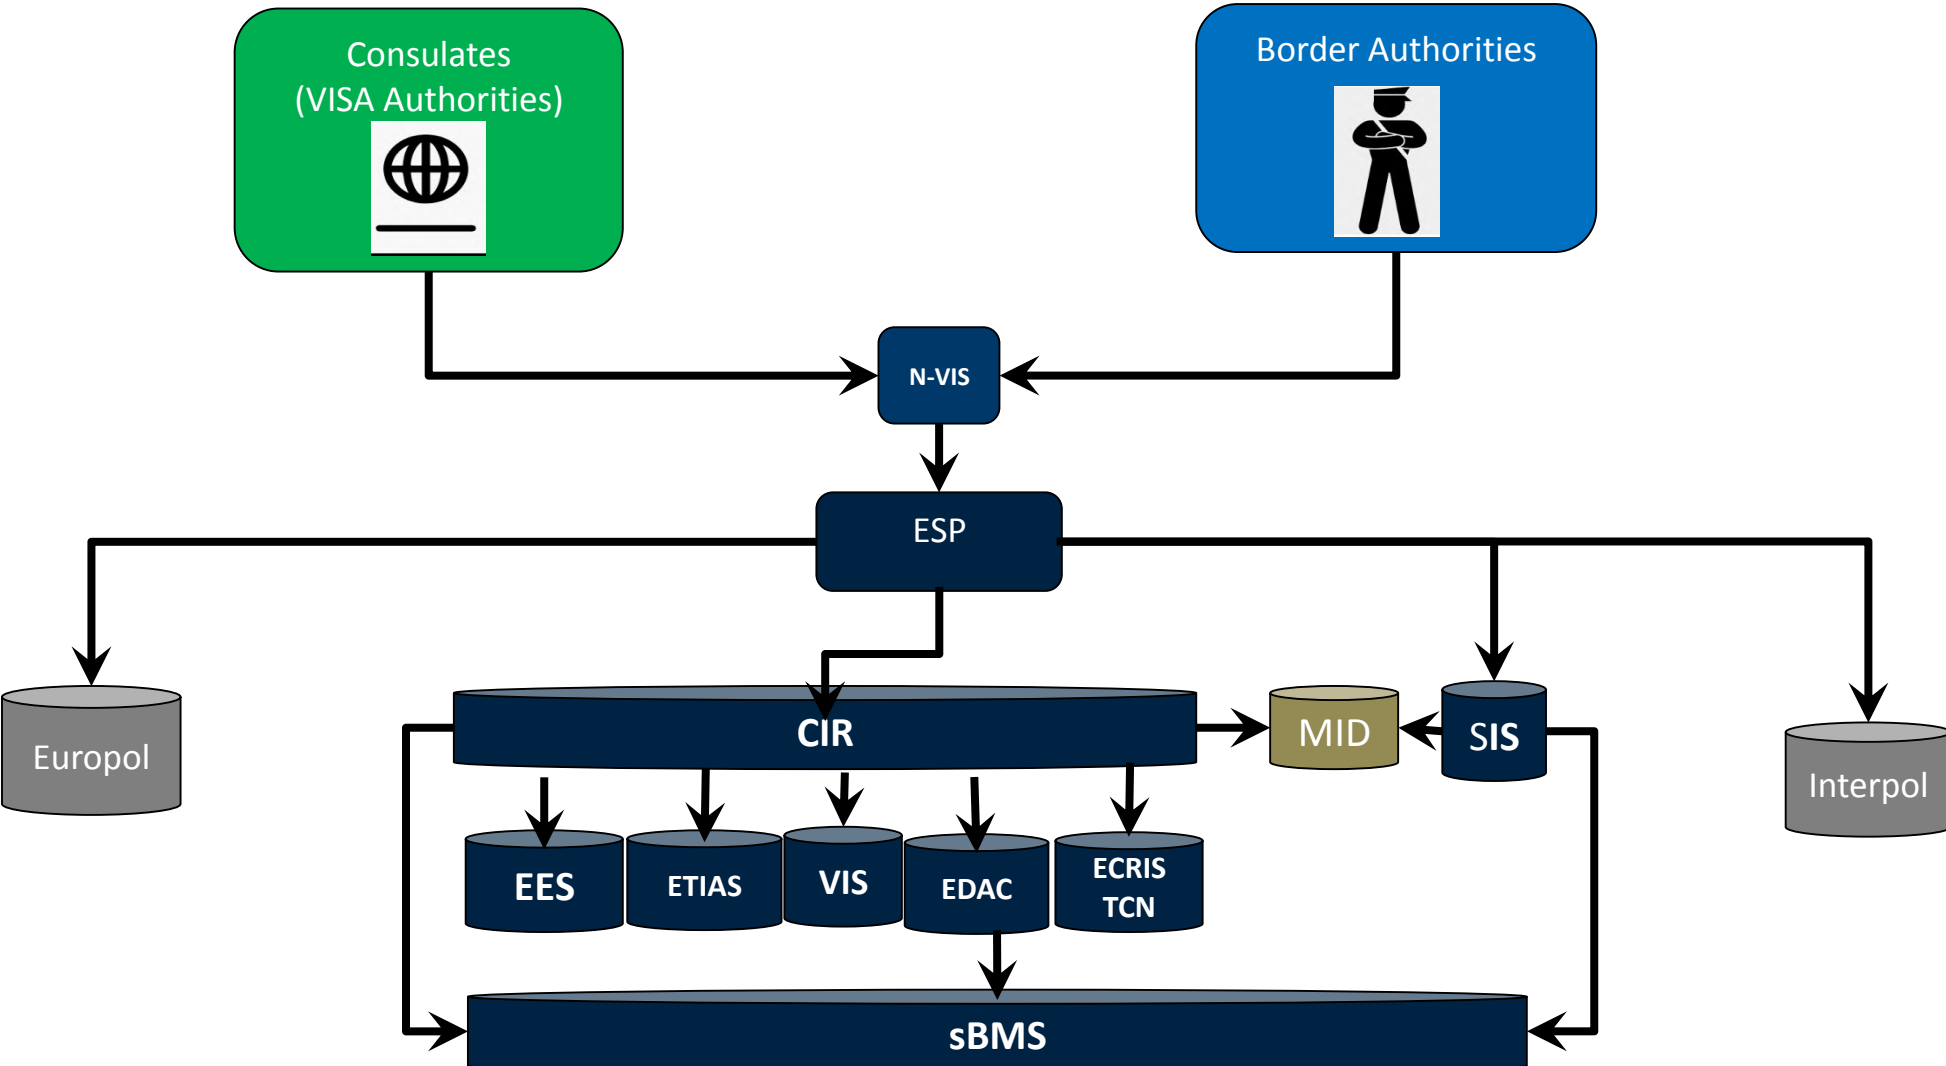 Consulates
(VISA Authorities)
Border Authorities
N-VIS
ESP
Europol
CIR
MID
SIS
Interpol
EES
ETIAS
VIS
EDAC
ECRIS
TCN
sBMS